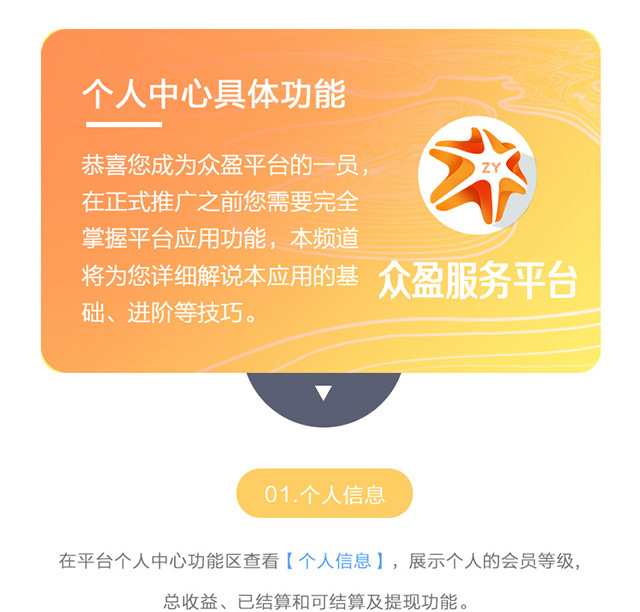 个人中心具体功能
恭喜您成为众盈平台的一员，
在正式推广之前您需要完全
掌握平台应用功能，本频道
将为您详细解说本应用的基
础、进阶等技巧。
ZY
众盈服务平台
01.个人信息
在平台个人中心功能区查看【个人信息】，展示个人的会员等级，
总收益、已结算和可结算及提现功能。